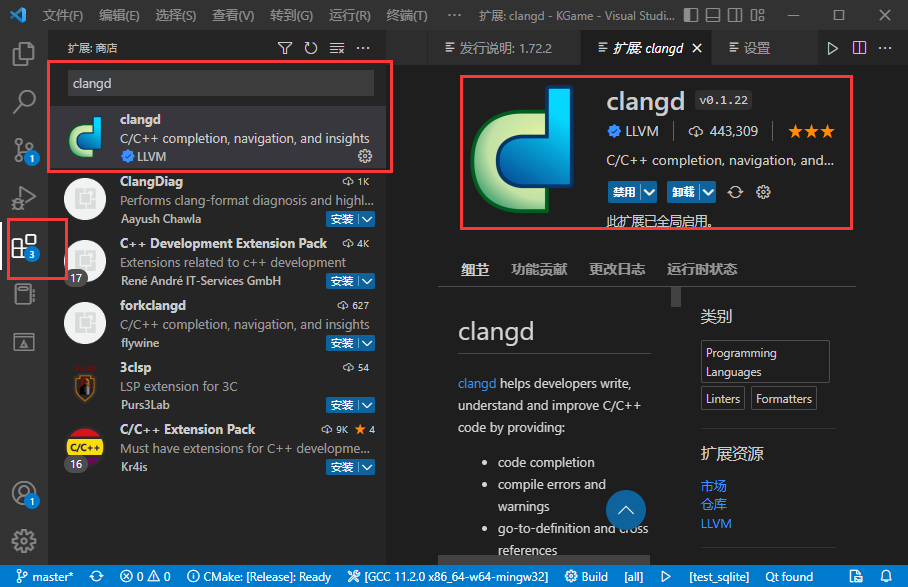 文件(F) 编辑(E) 选择(S) 查看(V) 转到(G) 运行(R) 终端(T) ··· 扩展: clangd - KGame - Visual Studi...
扩展: 商店
clangd
clangd
C/C++ completion, navigation, and insights
LLVM
ClangDiag 1K
Performs clang-format diagnosis and highl...
Aayush Chawla 安装
C++ Development Extension Pack 4K
Extensions related to c++ development
René André IT-Services GmbH 安装
17
forkclangd 627
C/C++ completion, navigation, and insights
flywine 安装
3clsp 54
LSP extension for 3C
Purs3Lab 安装
C/C++ Extension Pack 9K ★ 4
Must have extensions for C++ developme...
Kr4is 安装
C/C++
16
1
3
1
发行说明: 1.72.2 扩展: clangd 设置
clangd v0.1.22
LLVM 443,309 ★★★
C/C++ completion, navigation, and...
禁用 卸载
此扩展已全局启用。
细节 功能贡献 更改日志 运行时状态
clangd
clangd helps developers write,
understand and improve C/C++
code by providing:
• code completion
• compile errors and
warnings
• go-to-definition and cross
references
类别
Programming
Languages
Linters Formatters
扩展资源
市场
仓库
LLVM
master* 0 0 CMake: [Release]: Ready [GCC 11.2.0 x86_64-w64-mingw32] Build [all] [test_sqlite] Qt found